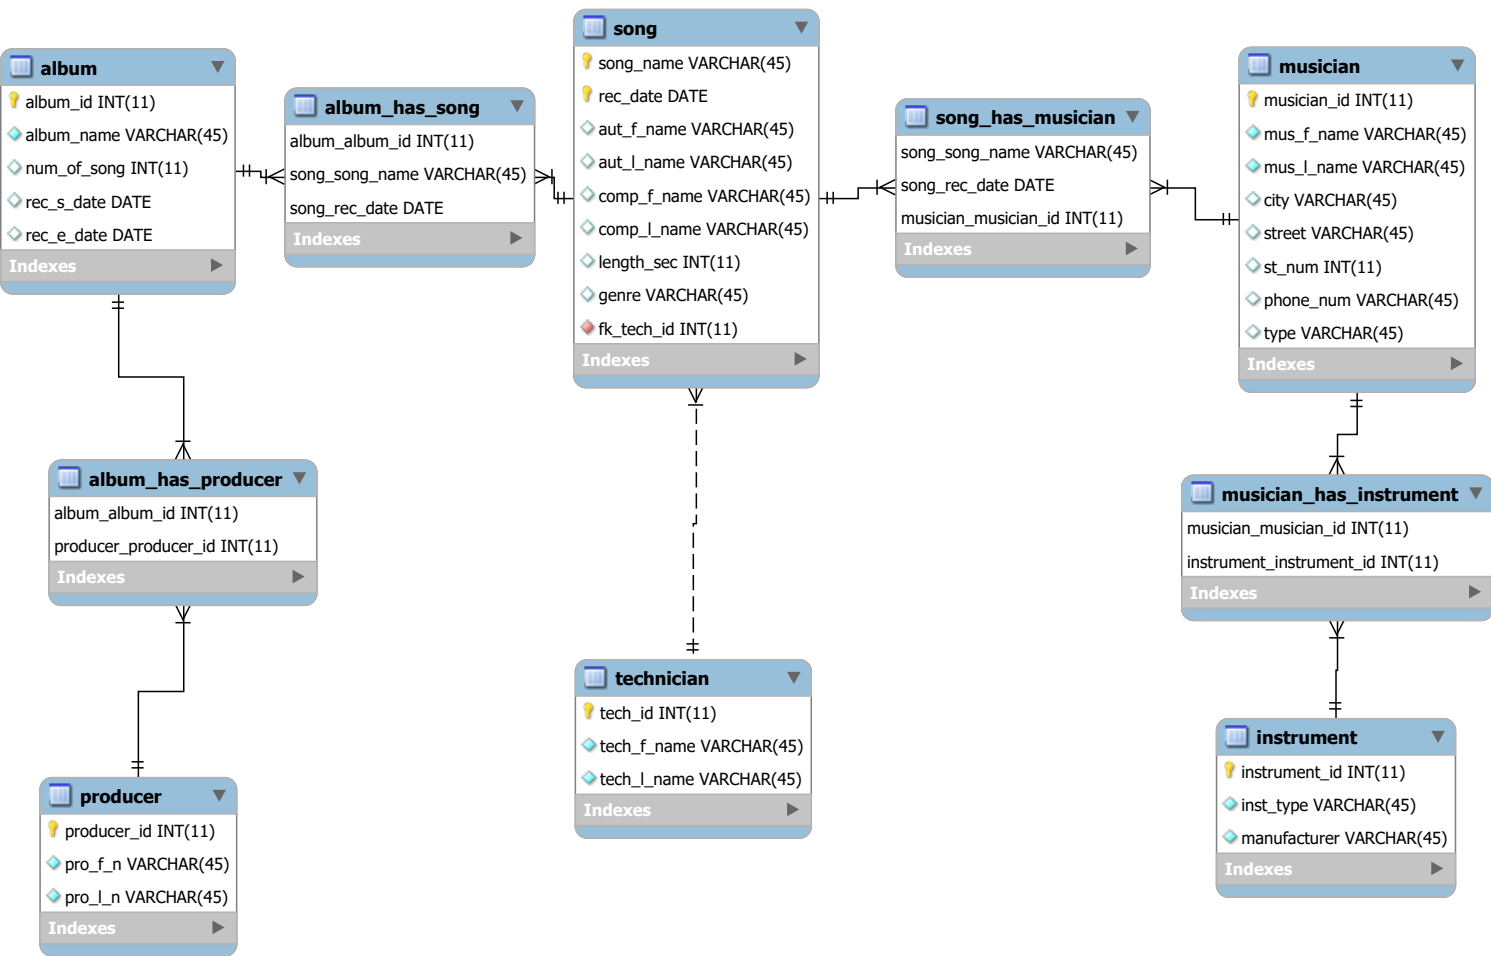 album
album_id INT(11)
album_name VARCHAR(45)
num_of_song INT(11)
rec_s_date DATE
rec_e_date DATE
Indexes
album_has_song
album_album_id INT(11)
song_song_name VARCHAR(45)
song_rec_date DATE
Indexes
song
song_name VARCHAR(45)
rec_date DATE
aut_f_name VARCHAR(45)
aut_l_name VARCHAR(45)
comp_f_name VARCHAR(45)
comp_l_name VARCHAR(45)
length_sec INT(11)
genre VARCHAR(45)
fk_tech_id INT(11)
Indexes
song_has_musician
song_song_name VARCHAR(45)
song_rec_date DATE
musician_musician_id INT(11)
Indexes
musician
musician_id INT(11)
mus_f_name VARCHAR(45)
mus_l_name VARCHAR(45)
city VARCHAR(45)
street VARCHAR(45)
st_num INT(11)
phone_num VARCHAR(45)
type VARCHAR(45)
Indexes
album_has_producer
album_album_id INT(11)
producer_producer_id INT(11)
Indexes
musician_has_instrument
musician_musician_id INT(11)
instrument_instrument_id INT(11)
Indexes
producer
producer_id INT(11)
pro_f_n VARCHAR(45)
pro_l_n VARCHAR(45)
Indexes
technician
tech_id INT(11)
tech_f_name VARCHAR(45)
tech_l_name VARCHAR(45)
Indexes
instrument
instrument_id INT(11)
inst_type VARCHAR(45)
manufacturer VARCHAR(45)
Indexes